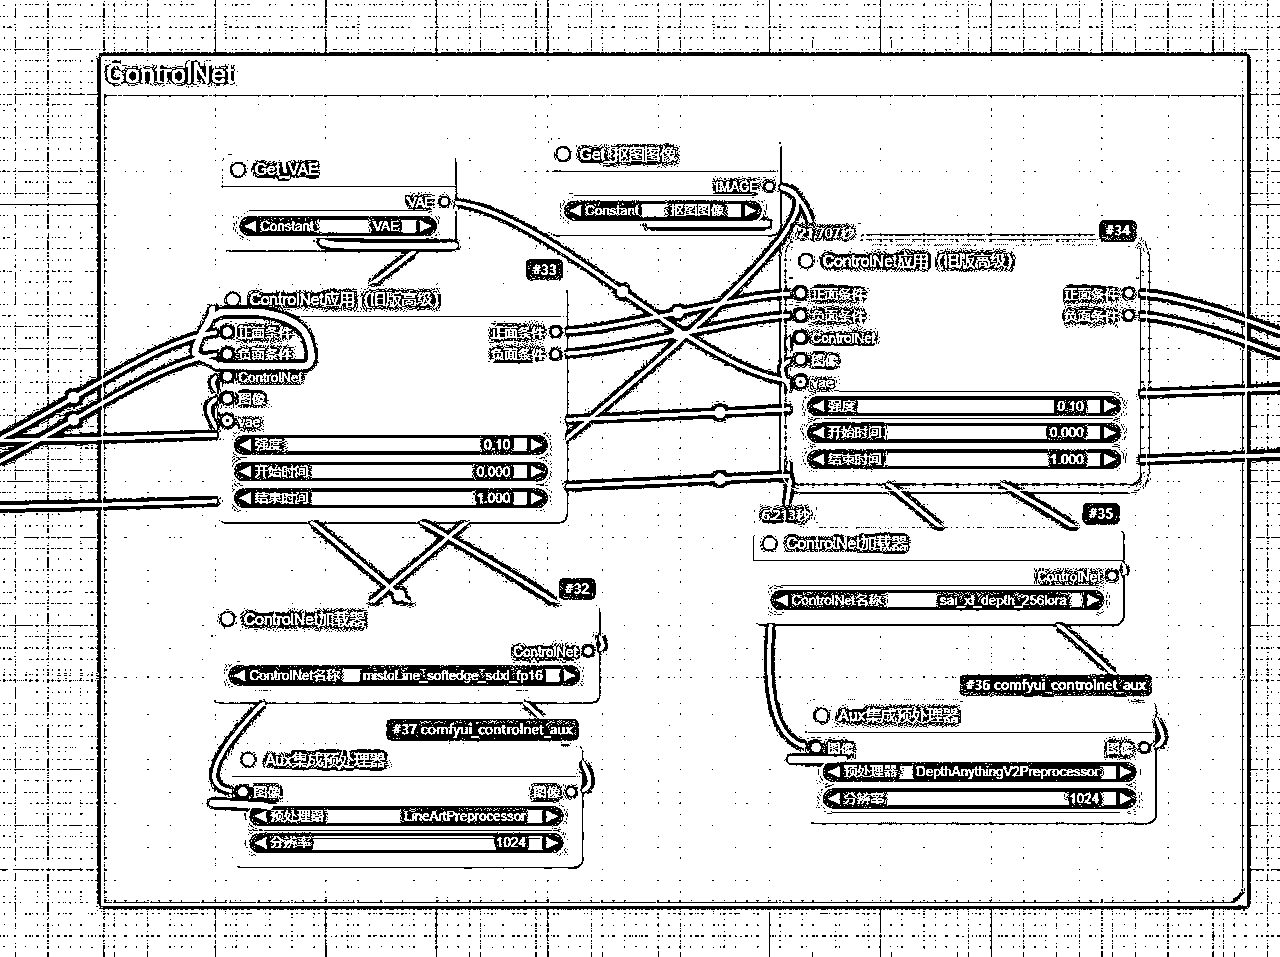 ControlNet
Get_VAE
VAE
Constant VAE
Get_抠图图像
IMAGE
Constant 抠图图像
#33
ControlNet应用（旧版高级）
正面条件 正面条件
负面条件 负面条件
ControlNet
图像
vae
强度 0.10
开始时间 0.000
结束时间 1.000
#34
ControlNet应用（旧版高级）
正面条件 正面条件
负面条件 负面条件
ControlNet
图像
vae
强度 0.10
开始时间 0.000
结束时间 1.000
#32
ControlNet加载器
ControlNet
ControlNet名称 mistoLine_softedge_sdxl_fp16
#37 comfyui_controlnet_aux
Aux集成预处理器
图像 图像
预处理器 LineArtPreprocessor
分辨率 1024
6.213秒
#35
ControlNet加载器
ControlNet
ControlNet名称 sai_xl_depth_256lora
#36 comfyui_controlnet_aux
Aux集成预处理器
图像 图像
预处理器 DepthAnythingV2Preprocessor
分辨率 1024